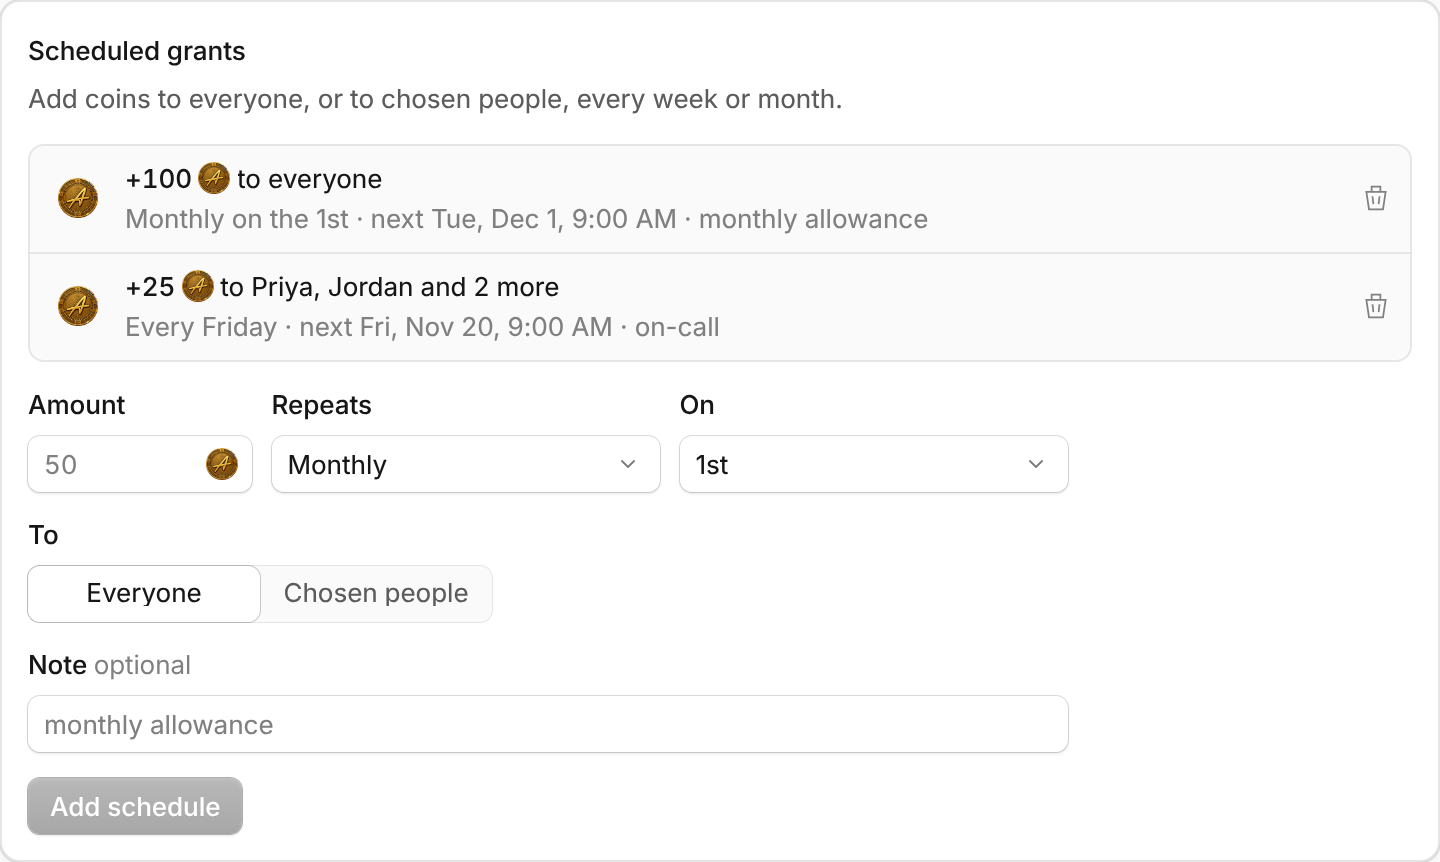 Scheduled grants
Add coins to everyone, or to chosen people, every week or month.
+100 to everyone
Monthly on the 1st · next Tue, Dec 1, 9:00 AM · monthly allowance
+25 to Priya, Jordan and 2 more
Every Friday · next Fri, Nov 20, 9:00 AM · on-call
Amount Repeats On
50 Monthly 1st
To
Everyone Chosen people
Note optional
monthly allowance
Add schedule